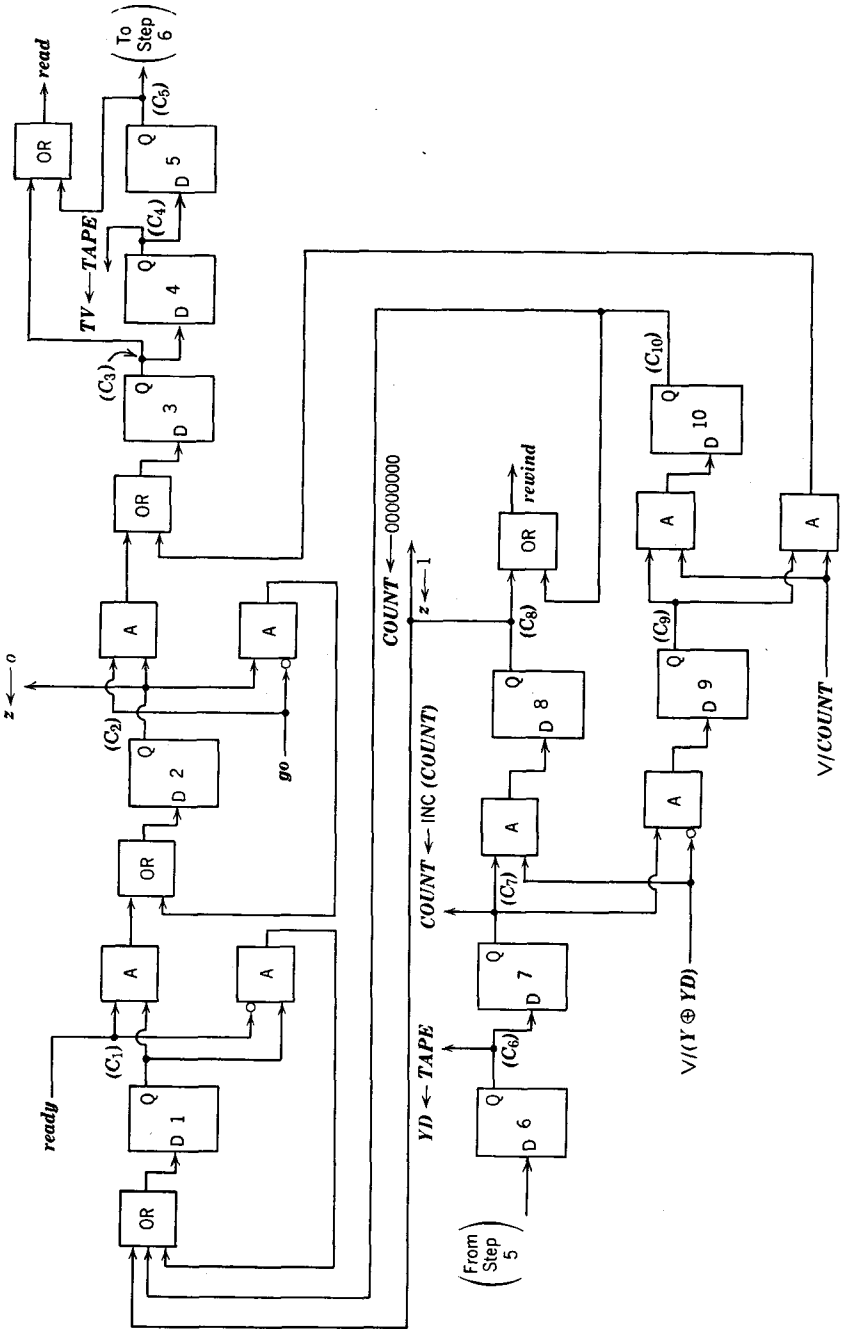 ready
(C1)
OR
D 1 Q
A
A
OR
D 2 Q
(C2)
z ← 0
go
A
A
OR
D 3 Q
(C3)
D 4 Q
(C4)
TV ← TAPE
D 5 Q
(C5)
OR
read
(To Step 6)
(From Step 5)
D 6 Q
(C6)
YD ← TAPE
D 7 Q
(C7)
COUNT ← INC (COUNT)
∨/(Y ⊕ YD)
A
A
D 8 Q
(C8)
z ← 1
COUNT ← 00000000
OR
rewind
D 9 Q
(C9)
∨/COUNT
A
A
D 10 Q
(C10)